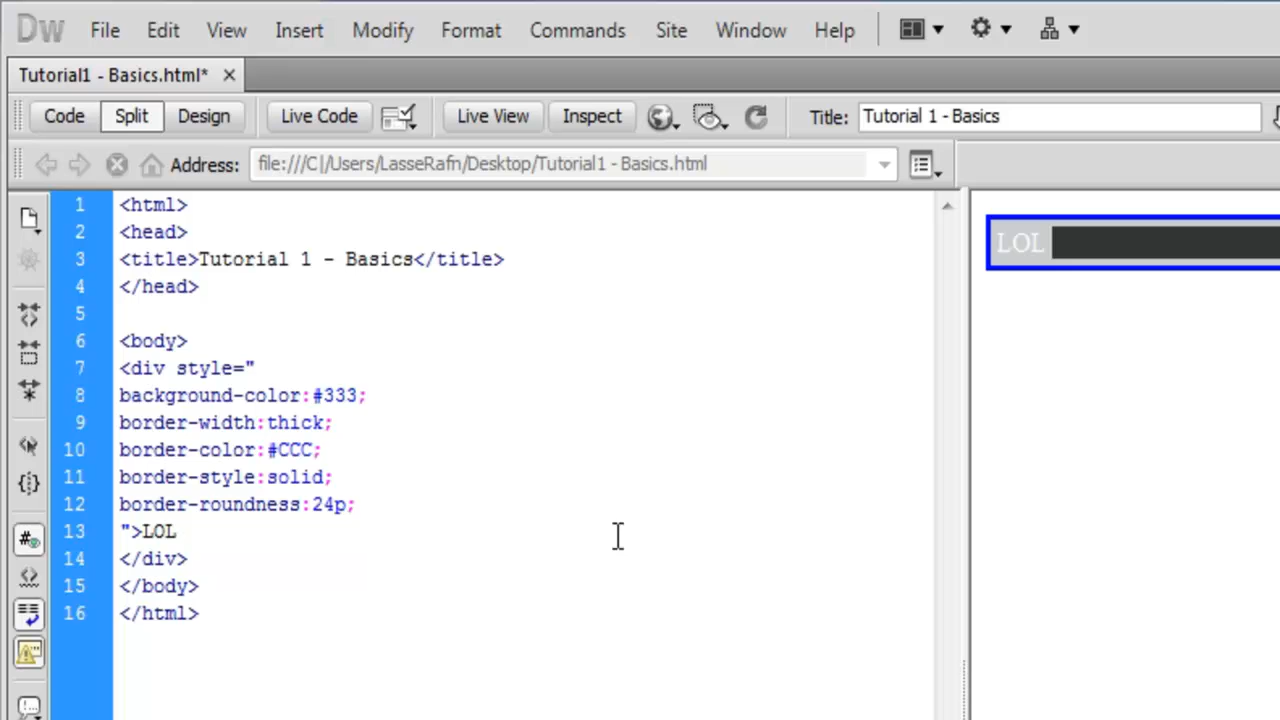 Dw File Edit View Insert Modify Format Commands Site Window Help
Tutorial1 - Basics.html*
Code Split Design Live Code Live View Inspect Title: Tutorial 1 - Basics
Address: file:///C|/Users/LasseRafn/Desktop/Tutorial1 - Basics.html
1 <html>
2 <head>
3 <title>Tutorial 1 - Basics</title>
4 </head>
5
6 <body>
7 <div style="
8 background-color:#333;
9 border-width:thick;
10 border-color:#CCC;
11 border-style:solid;
12 border-roundness:24p;
13 ">LOL
14 </div>
15 </body>
16 </html>
LOL